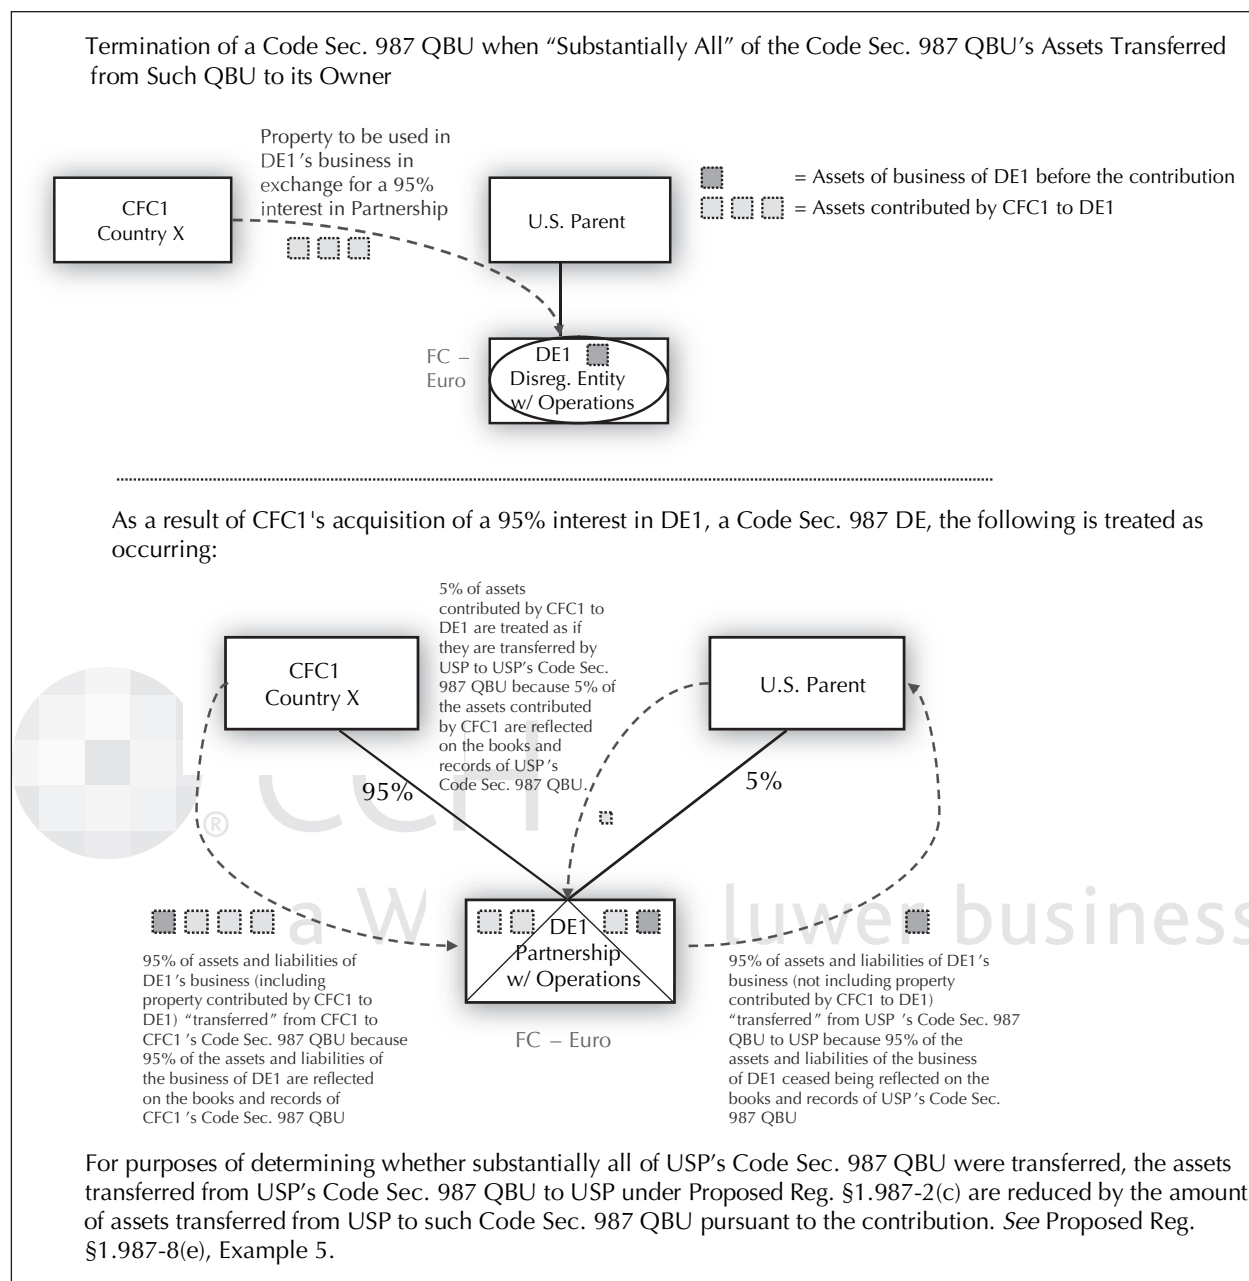 Termination of a Code Sec. 987 QBU when “Substantially All” of the Code Sec. 987 QBU’s Assets Transferred
from Such QBU to its Owner
Property to be used in
DE1’s business in
exchange for a 95%
interest in Partnership
CFC1
Country X
U.S. Parent
= Assets of business of DE1 before the contribution
= Assets contributed by CFC1 to DE1
FC –
Euro
DE1
Disreg. Entity
w/ Operations
As a result of CFC1's acquisition of a 95% interest in DE1, a Code Sec. 987 DE, the following is treated as
occurring:
5% of assets
contributed by CFC1 to
DE1 are treated as if
they are transferred by
USP to USP’s Code Sec.
987 QBU because 5% of
the assets contributed
by CFC1 are reflected
on the books and
records of USP’s
Code Sec. 987 QBU.
CFC1
Country X
U.S. Parent
95%
5%
® CCH
a W luwer business
DE1
Partnership
w/ Operations
FC – Euro
95% of assets and liabilities of
DE1’s business (including
property contributed by CFC1 to
DE1) “transferred” from CFC1 to
CFC1’s Code Sec. 987 QBU because
95% of the assets and liabilities of
the business of DE1 are reflected
on the books and records of
CFC1’s Code Sec. 987 QBU
95% of assets and liabilities of DE1’s
business (not including property
contributed by CFC1 to DE1)
“transferred” from USP ’s Code Sec. 987
QBU to USP because 95% of the
assets and liabilities of the business
of DE1 ceased being reflected on the
books and records of USP’s Code Sec.
987 QBU
For purposes of determining whether substantially all of USP’s Code Sec. 987 QBU were transferred, the assets
transferred from USP’s Code Sec. 987 QBU to USP under Proposed Reg. §1.987-2(c) are reduced by the amount
of assets transferred from USP to such Code Sec. 987 QBU pursuant to the contribution. See Proposed Reg.
§1.987-8(e), Example 5.